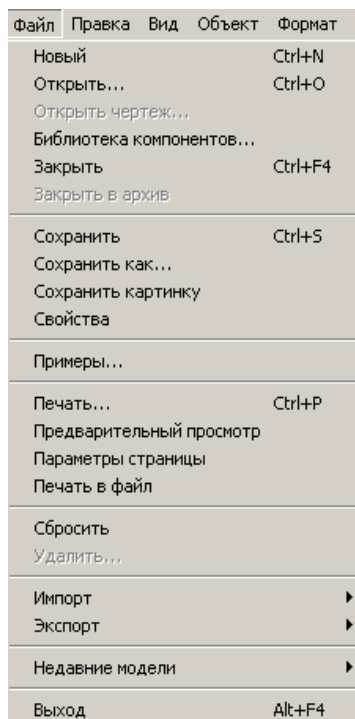 Файл Правка Вид Объект Формат
Новый Ctrl+N
Открыть... Ctrl+O
Открыть чертеж...
Библиотека компонентов...
Закрыть Ctrl+F4
Закрыть в архив
Сохранить Ctrl+S
Сохранить как...
Сохранить картинку
Свойства
Примеры...
Печать... Ctrl+P
Предварительный просмотр
Параметры страницы
Печать в файл
Сбросить
Удалить...
Импорт
Экспорт
Недавние модели
Выход Alt+F4